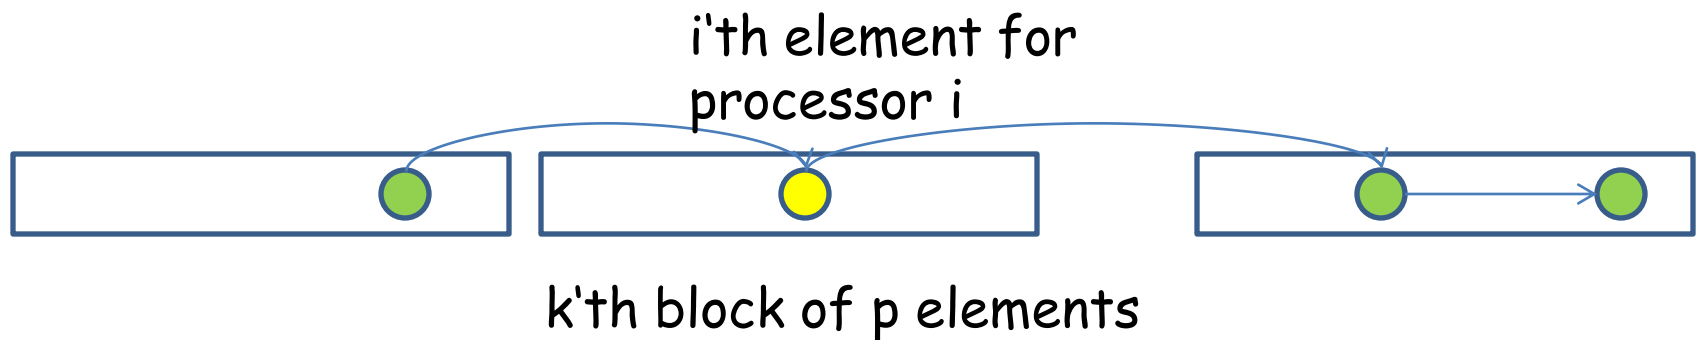 i'th element for
processor i
k'th block of p elements